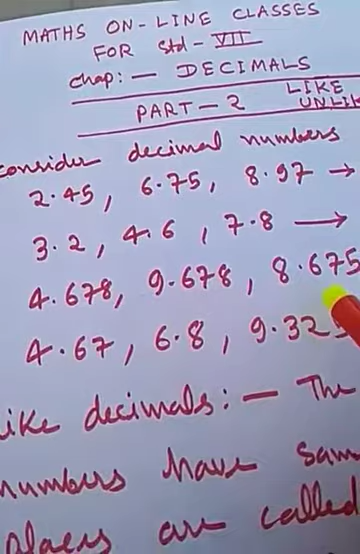 MATHS ON-LINE CLASSES
FOR Std - VII
chap: - DECIMALS
PART - 2 LIKE
UNLIK
consider decimal numbers
2.45, 6.75, 8.97 →
3.2, 4.6, 7.8 →
4.678, 9.678, 8.675
4.67, 6.8, 9.32
Like decimals: - The
numbers have sam
places are called